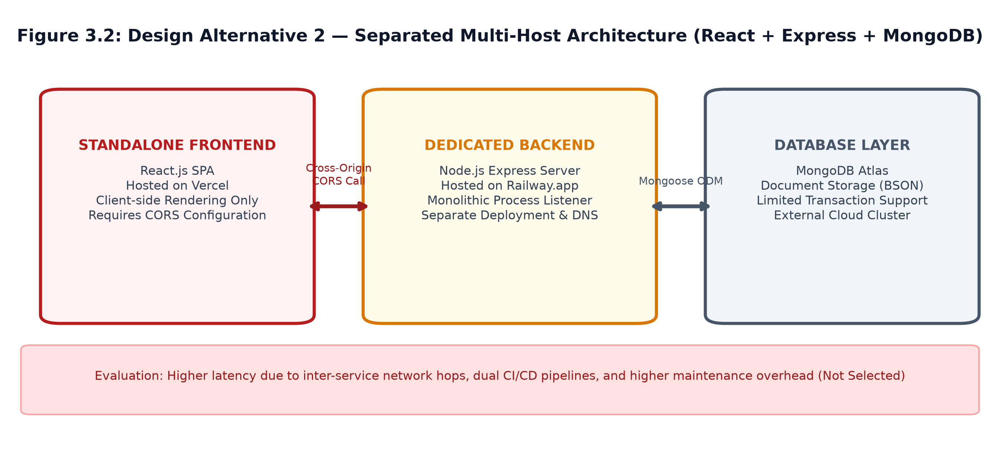 Figure 3.2: Design Alternative 2 — Separated Multi-Host Architecture (React + Express + MongoDB)
STANDALONE FRONTEND
React.js SPA
Hosted on Vercel
Client-side Rendering Only
Requires CORS Configuration
Cross-Origin
CORS Call
DEDICATED BACKEND
Node.js Express Server
Hosted on Railway.app
Monolithic Process Listener
Separate Deployment & DNS
Mongoose ODM
DATABASE LAYER
MongoDB Atlas
Document Storage (BSON)
Limited Transaction Support
External Cloud Cluster
Evaluation: Higher latency due to inter-service network hops, dual CI/CD pipelines, and higher maintenance overhead (Not Selected)